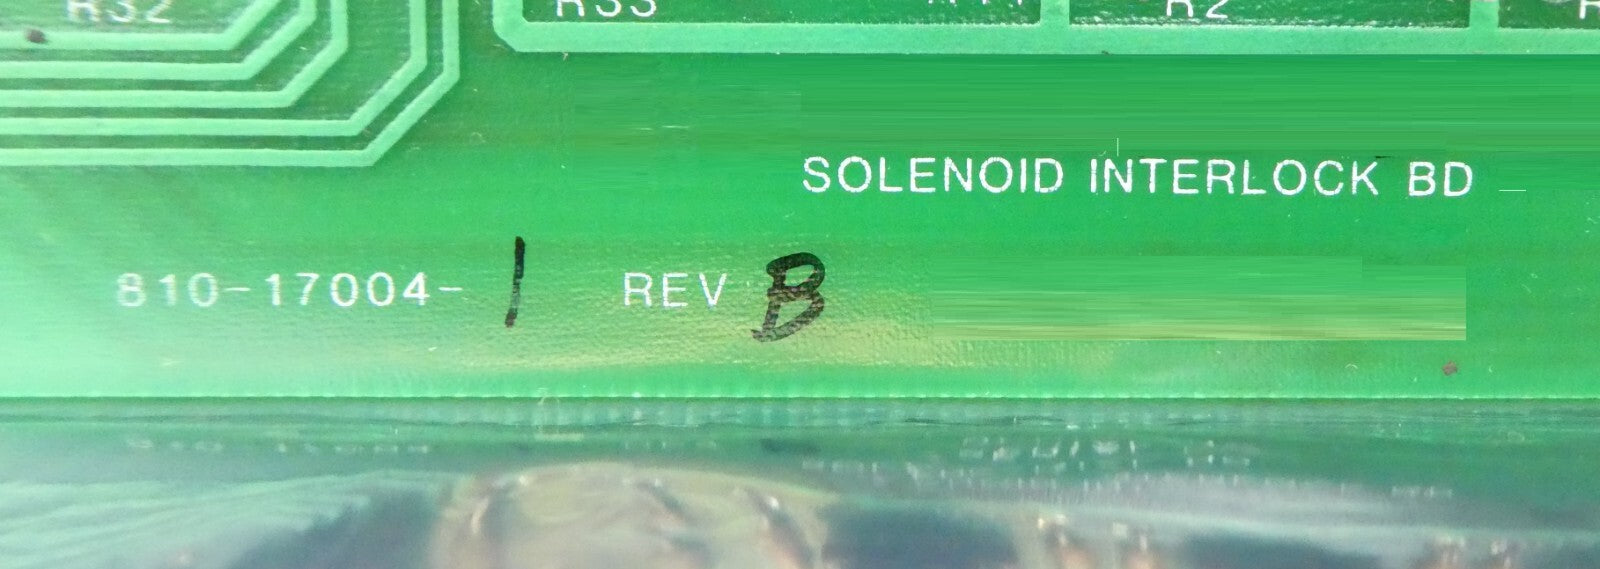 R32 R33 R2
SOLENOID INTERLOCK BD
810-17004-1 REV B